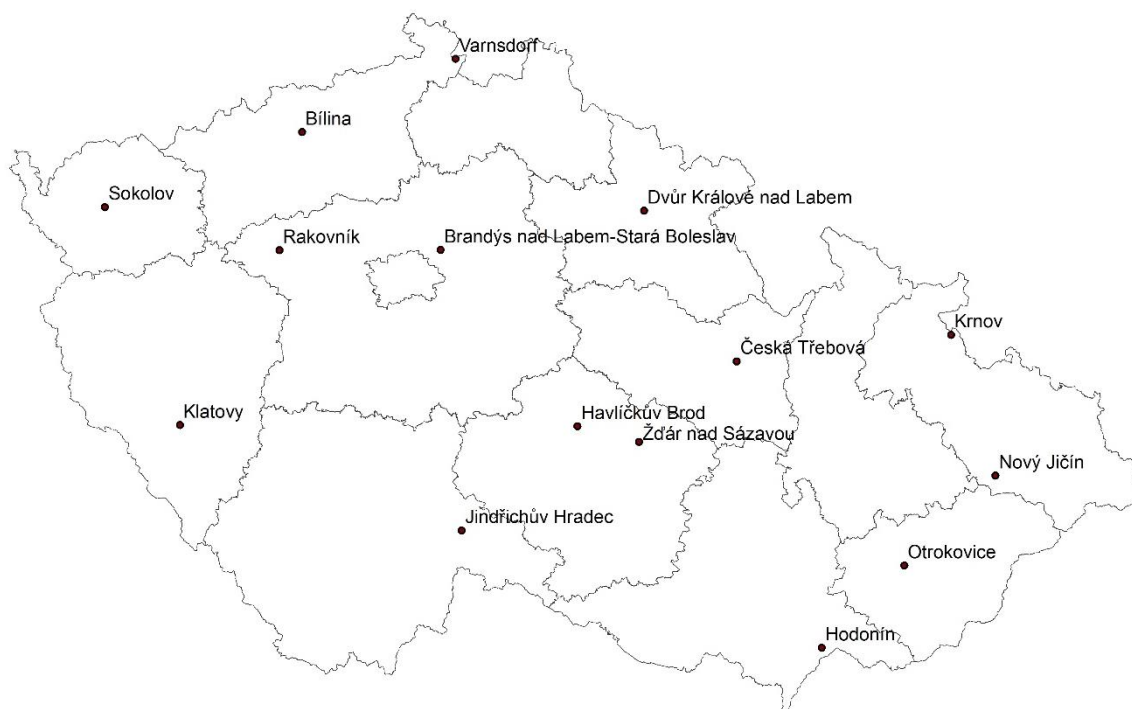 Varnsdorf
Bílina
Sokolov
Dvůr Králové nad Labem
Rakovník
Brandýs nad Labem-Stará Boleslav
Krnov
Česká Třebová
Klatovy
Havlíčkův Brod
Žďár nad Sázavou
Nový Jičín
Jindřichův Hradec
Otrokovice
Hodonín